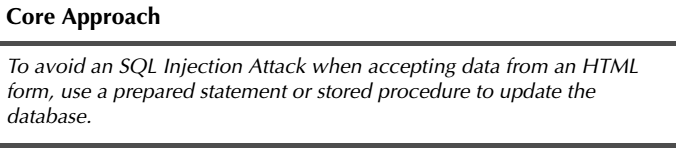 Core Approach
To avoid an SQL Injection Attack when accepting data from an HTML
form, use a prepared statement or stored procedure to update the
database.